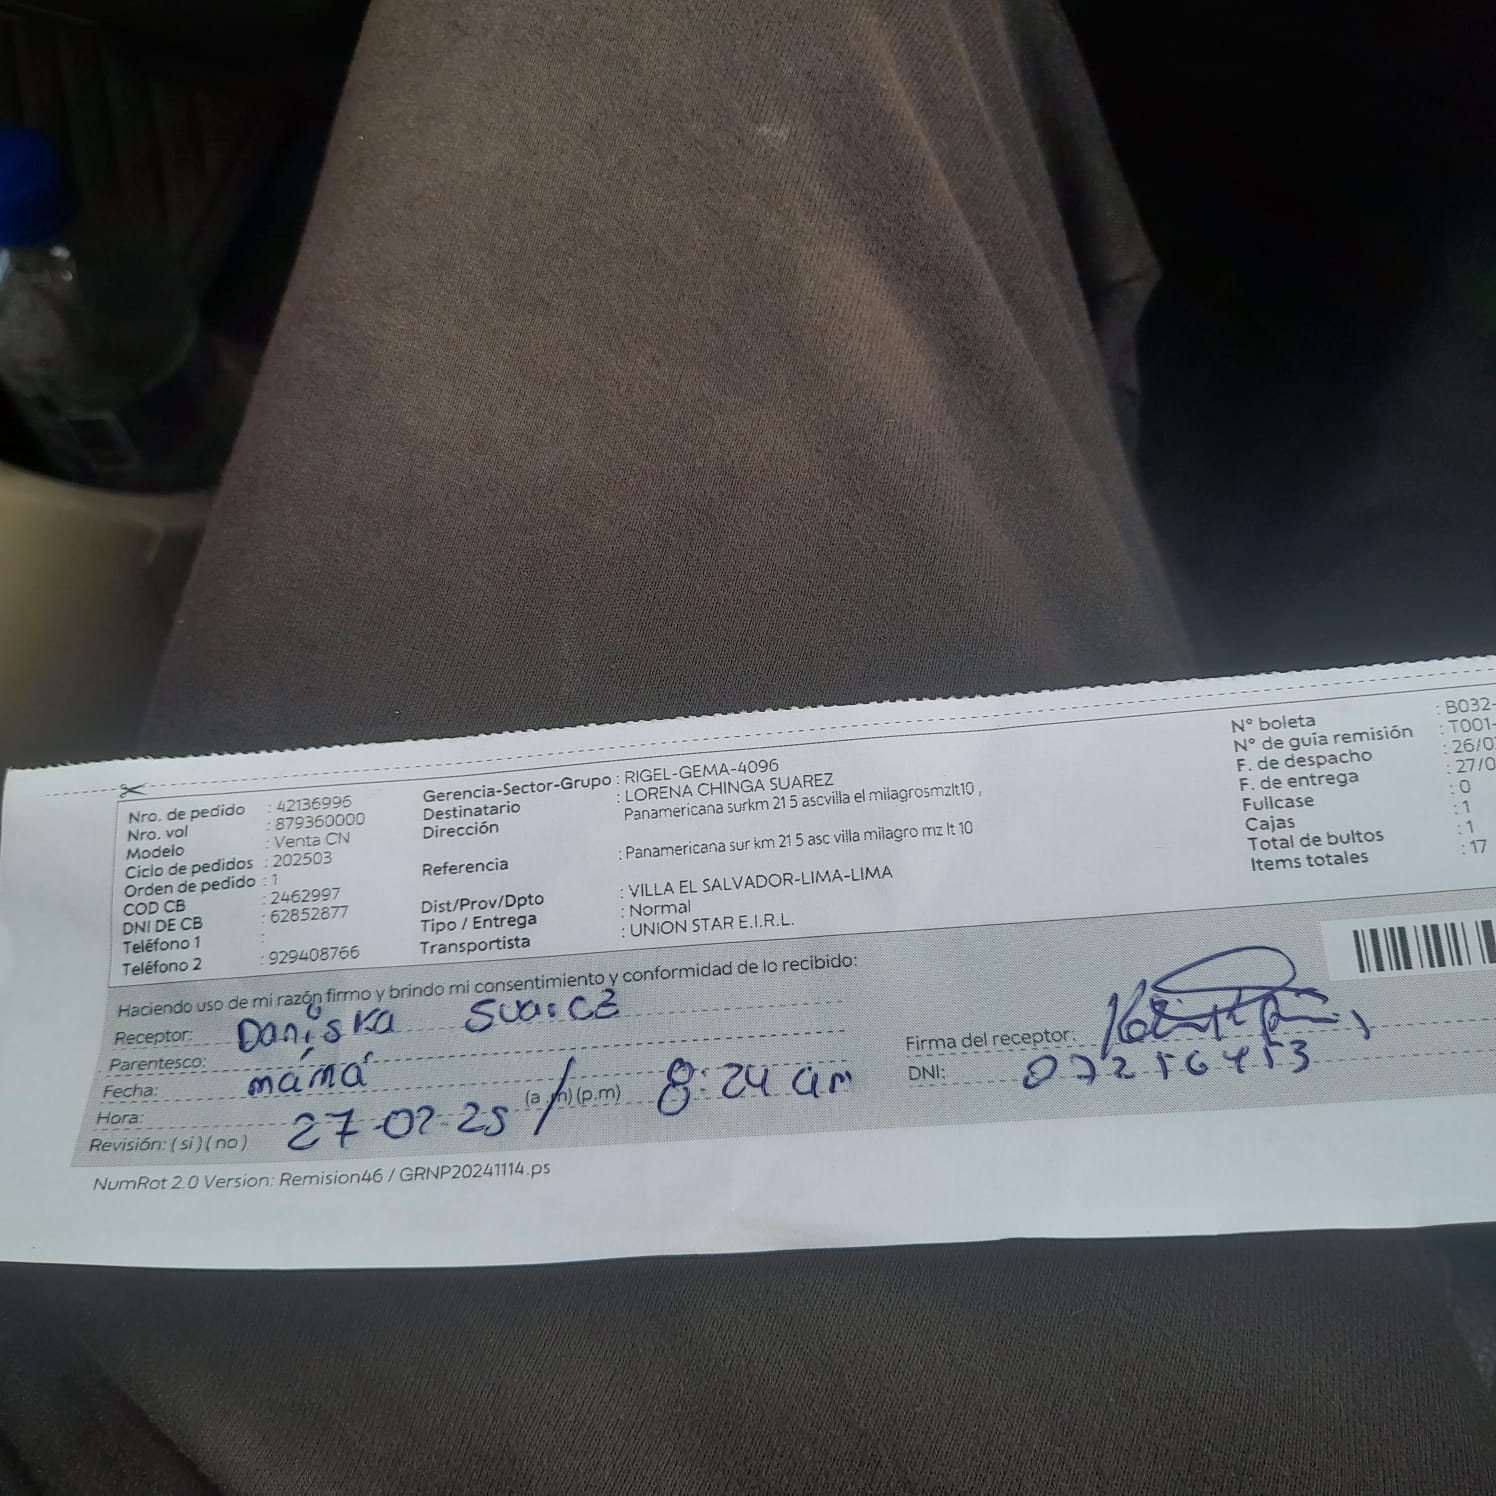 Nro. de pedido : 42136996
Nro. vol : 879360000
Modelo : Venta CN
Ciclo de pedidos : 202503
Orden de pedido : 1
COD CB : 2462997
DNI DE CB : 62852877
Teléfono 1 :
Teléfono 2 : 929408766
Gerencia-Sector-Grupo : RIGEL-GEMA-4096
Destinatario : LORENA CHINGA SUAREZ
Dirección : Panamericana surkm 21 5 ascvilla el milagrosmzlt10 ,
Referencia : Panamericana sur km 21 5 asc villa milagro mz lt 10
Dist/Prov/Dpto : VILLA EL SALVADOR-LIMA-LIMA
Tipo / Entrega : Normal
Transportista : UNION STAR E.I.R.L.
N° boleta : B032-
N° de guía remisión : T001-
F. de despacho : 26/0
F. de entrega : 27/0
Fullcase : 0
Cajas : 1
Total de bultos : 1
Items totales : 17
Haciendo uso de mi razón firmo y brindo mi consentimiento y conformidad de lo recibido:
Receptor: Daniska Suarez
Parentesco: mamá
Fecha: 27-02-25
Hora: (a.m)(p.m) 8:24 am
Revisión: ( si ) ( no )
Firma del receptor:
DNI:
NumRot 2.0 Version: Remision46 / GRNP20241114.ps